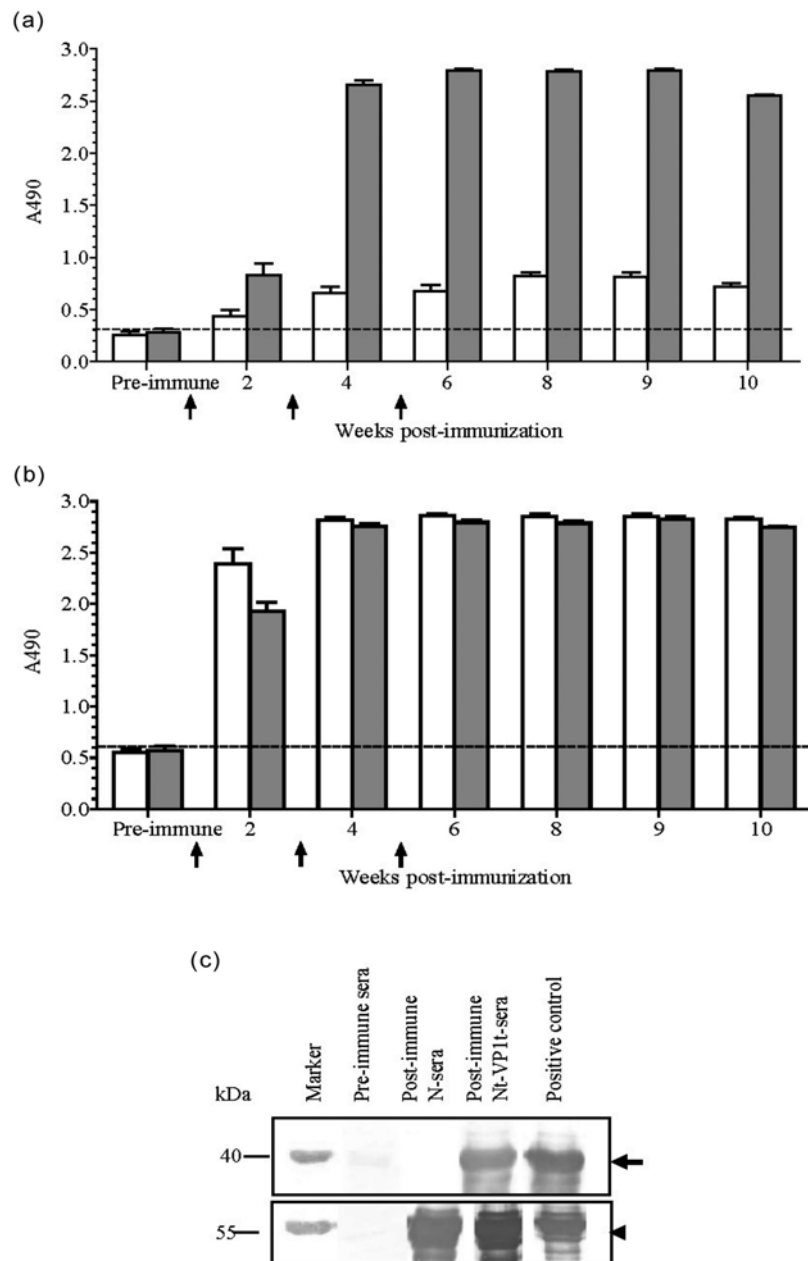 (a)
3.0
2.5
2.0
1.5
1.0
0.5
0.0
A490
Pre-immune 2 4 6 8 9 10
Weeks post-immunization
(b)
3.0
2.5
2.0
1.5
1.0
0.5
0.0
A490
Pre-immune 2 4 6 8 9 10
Weeks post-immunization
(c)
kDa
Marker
Pre-immune sera
Post-immune
N-sera
Post-immune
Nt-VP1t-sera
Positive control
40
55